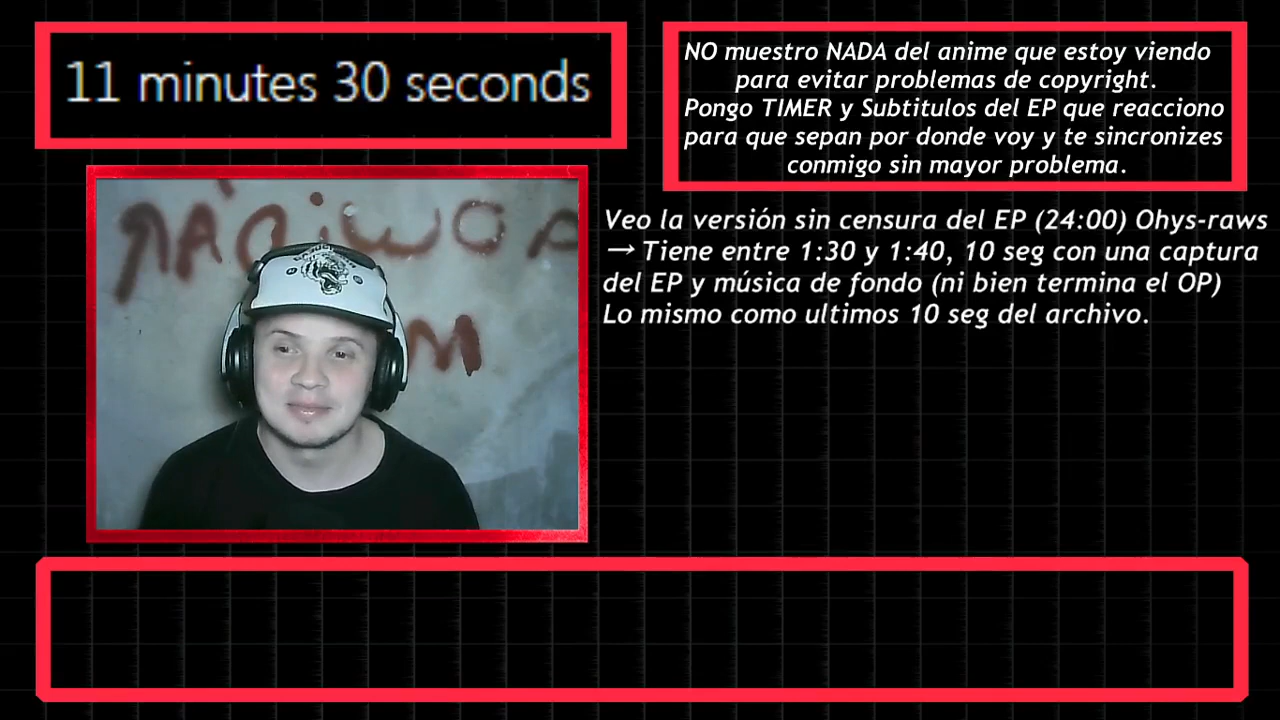 11 minutes 30 seconds
NO muestro NADA del anime que estoy viendo
para evitar problemas de copyright.
Pongo TIMER y Subtitulos del EP que reacciono
para que sepan por donde voy y te sincronizes
conmigo sin mayor problema.
Veo la versión sin censura del EP (24:00) Ohys-raws
→ Tiene entre 1:30 y 1:40, 10 seg con una captura
del EP y música de fondo (ni bien termina el OP)
Lo mismo como ultimos 10 seg del archivo.